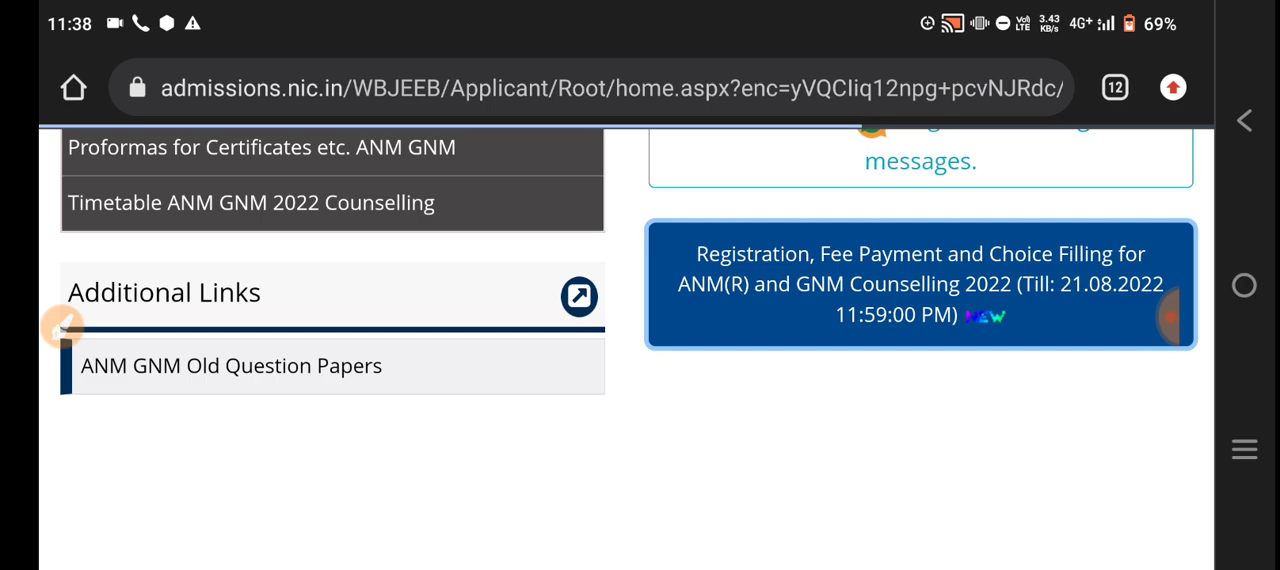 11:38
Vo)) LTE
3.43 KB/s
4G+
69%
admissions.nic.in/WBJEEB/Applicant/Root/home.aspx?enc=yVQCIiq12npg+pcvNJRdc/
12
Proformas for Certificates etc. ANM GNM
Timetable ANM GNM 2022 Counselling
Additional Links
ANM GNM Old Question Papers
messages.
Registration, Fee Payment and Choice Filling for
ANM(R) and GNM Counselling 2022 (Till: 21.08.2022
11:59:00 PM) NEW